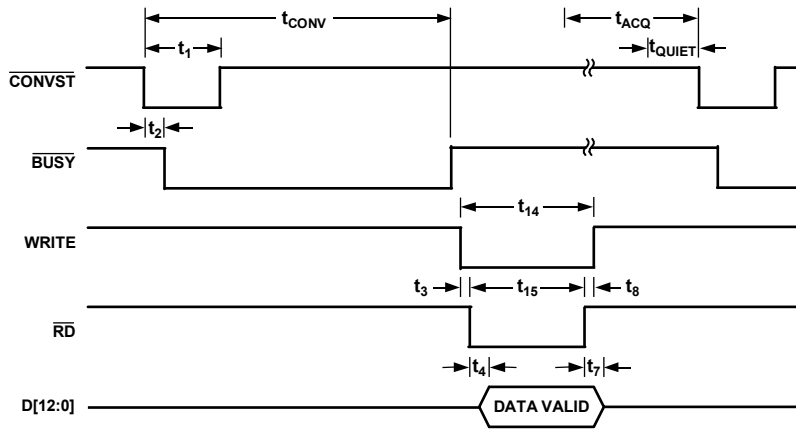 tCONV
tACQ
t1
tQUIET
CONVST
t2
BUSY
t14
WRITE
t3
t15
t8
RD
t4
t7
D[12:0]
DATA VALID